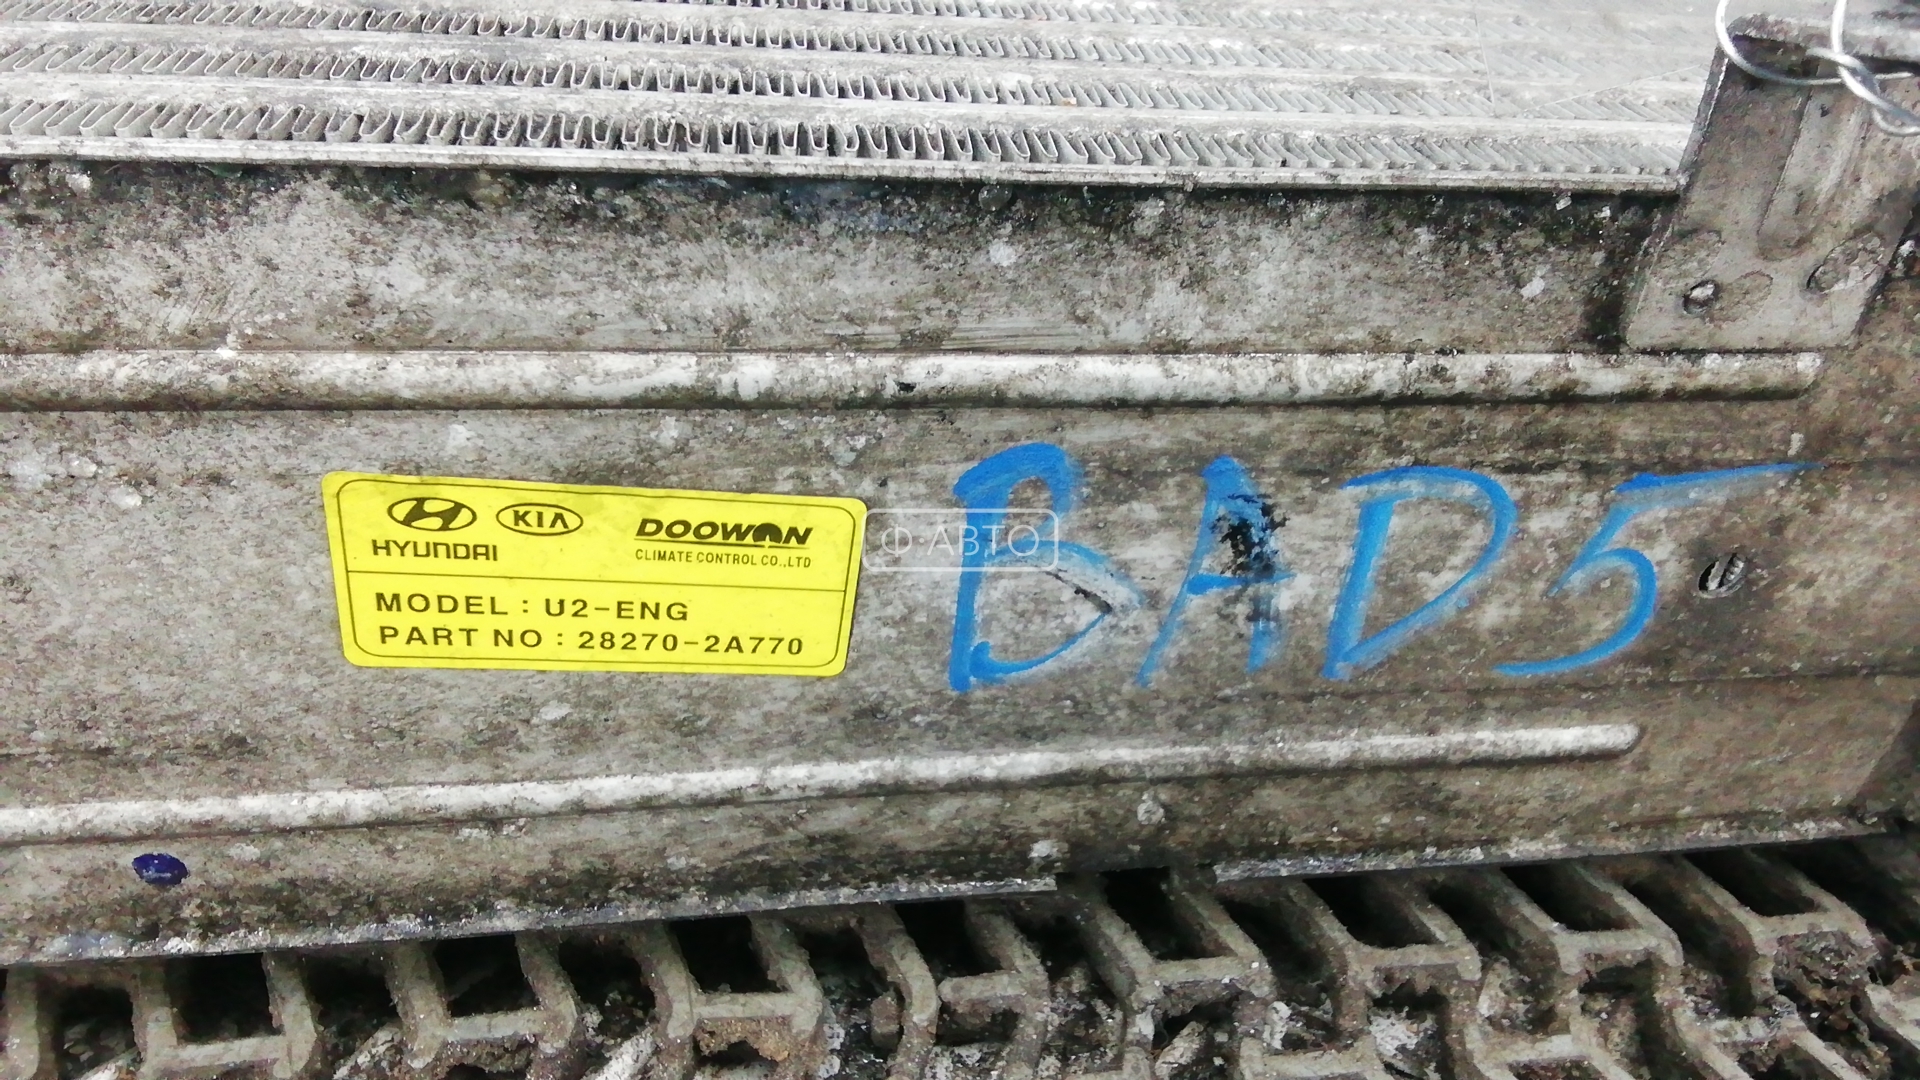 KIA
HYUNDAI
DOOWON
CLIMATE CONTROL CO.,LTD
MODEL : U2-ENG
PART NO : 28270-2A770
Ф·АВТО
BAD5